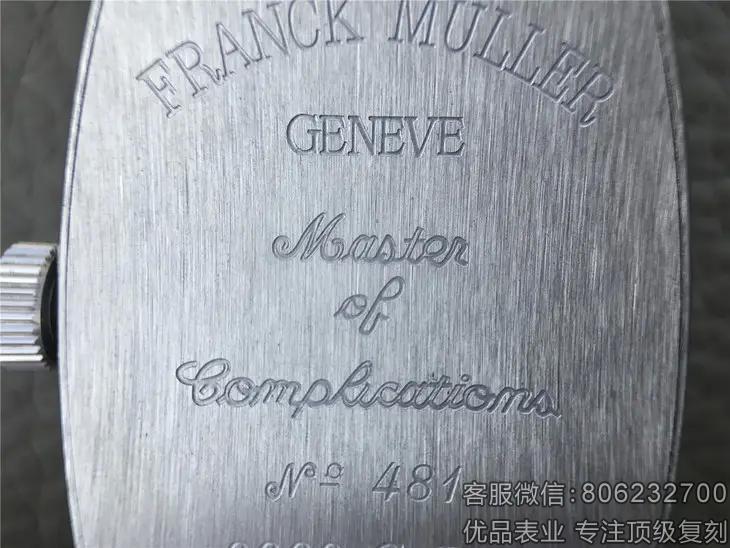 FRANCK MULLER
GENEVE
Master
of
Complications
Nº 481
客服微信:806232700
优品表业 专注顶级复刻